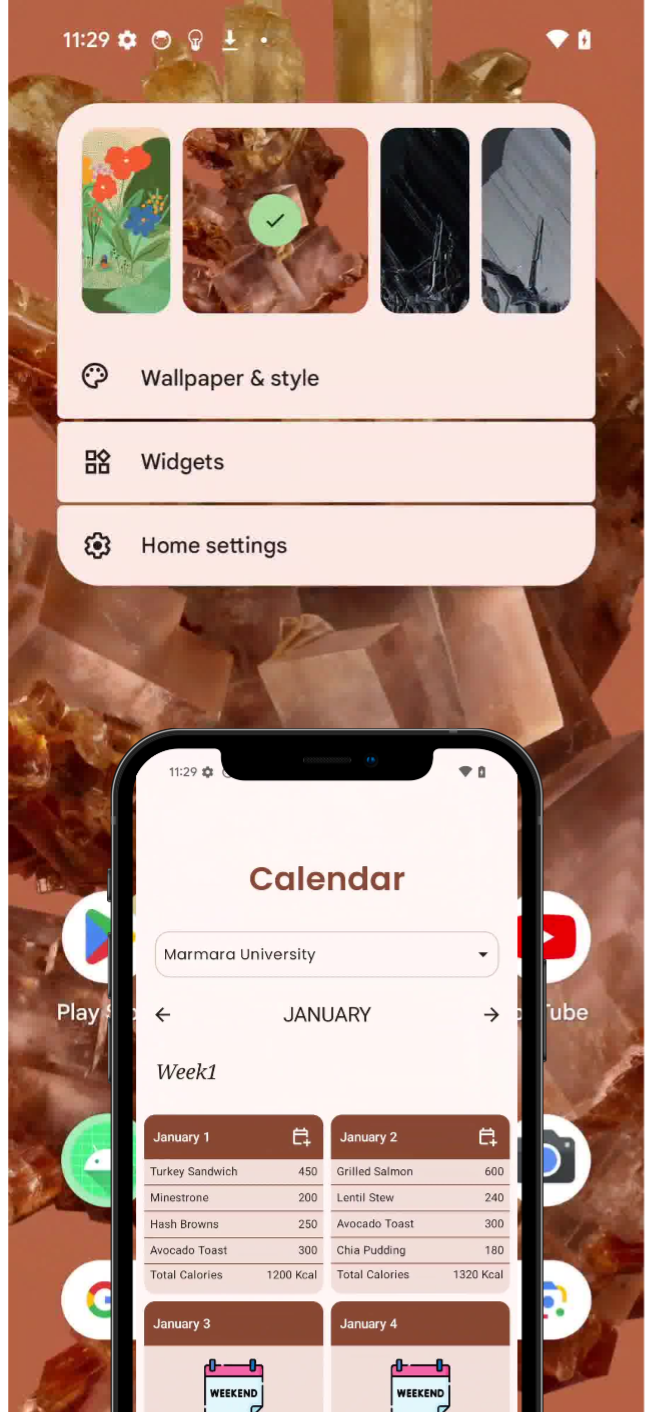 11:29
Wallpaper & style
Widgets
Home settings
11:29
Calendar
Marmara University
Play
Tube
← JANUARY →
Week1
January 1
Turkey Sandwich 450
Minestrone 200
Hash Browns 250
Avocado Toast 300
Total Calories 1200 Kcal
January 2
Grilled Salmon 600
Lentil Stew 240
Avocado Toast 300
Chia Pudding 180
Total Calories 1320 Kcal
January 3
WEEKEND
January 4
WEEKEND